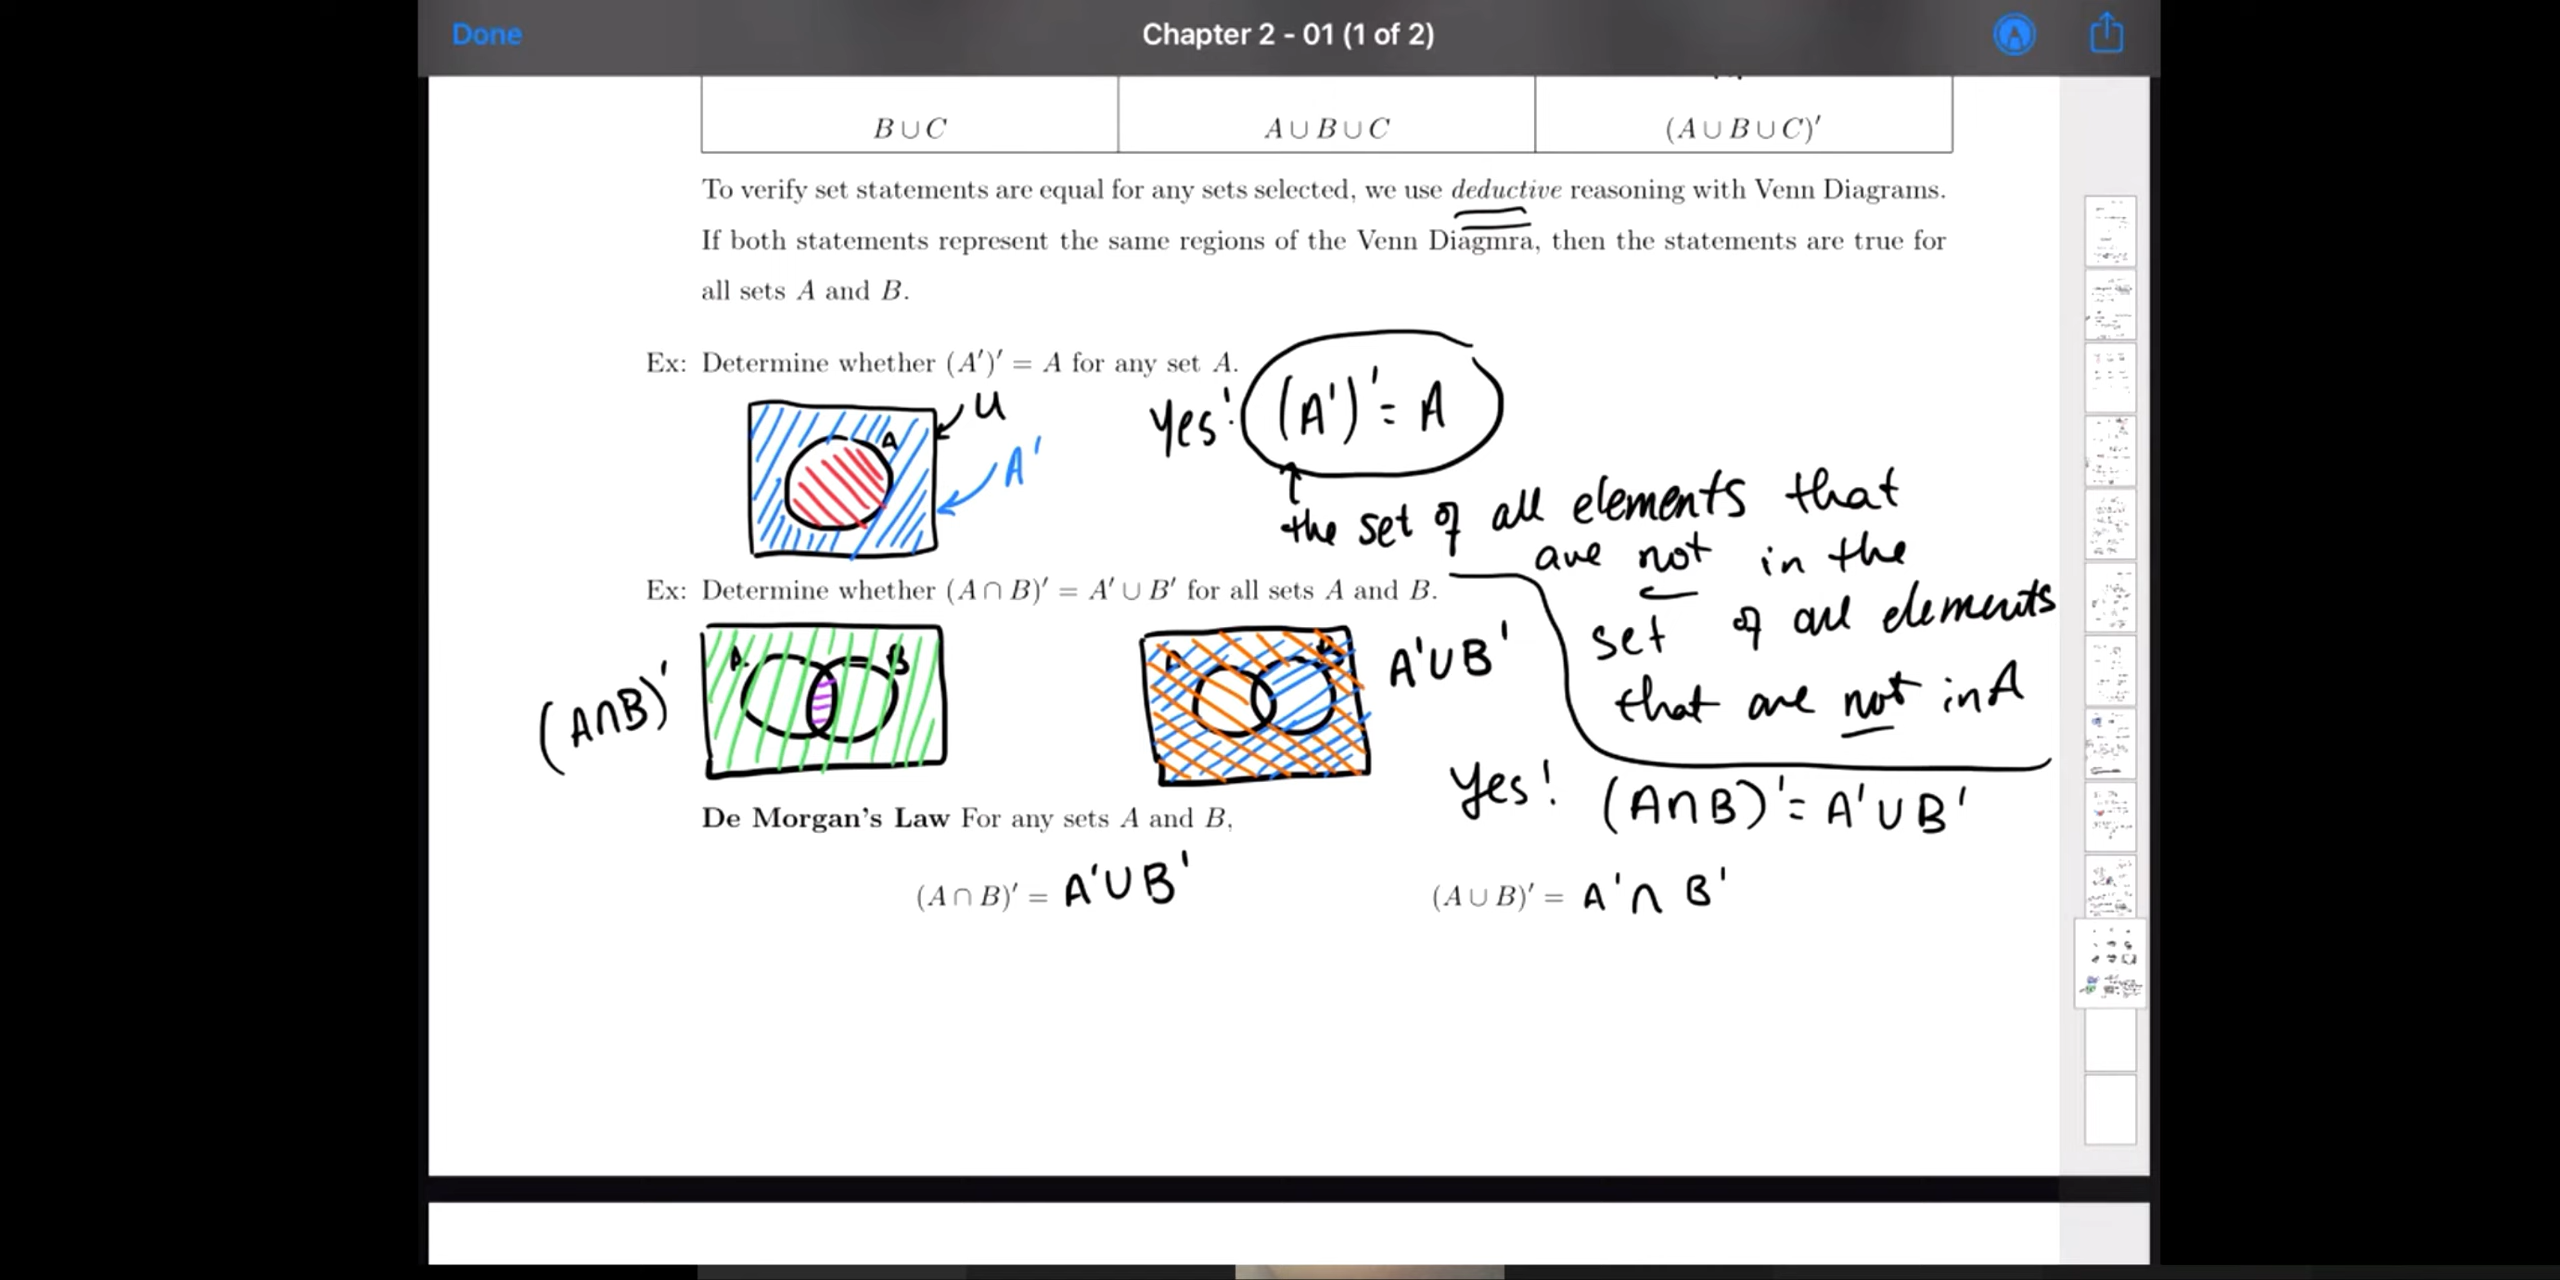 Done
Chapter 2 - 01 (1 of 2)
B ∪ C
A ∪ B ∪ C
(A ∪ B ∪ C)′
To verify set statements are equal for any sets selected, we use deductive reasoning with Venn Diagrams.
If both statements represent the same regions of the Venn Diagmra, then the statements are true for
all sets A and B.
Ex: Determine whether (A′)′ = A for any set A.
Yes! (A')' = A
U
A
A'
the set of all elements that
are not in the
set of all elements
that are not in A
Ex: Determine whether (A ∩ B)′ = A′ ∪ B′ for all sets A and B.
(A∩B)'
A B
A'∪B'
Yes! (A∩B)' = A'∪B'
De Morgan's Law For any sets A and B,
(A ∩ B)′ = A'∪B'
(A ∪ B)′ = A'∩ B'